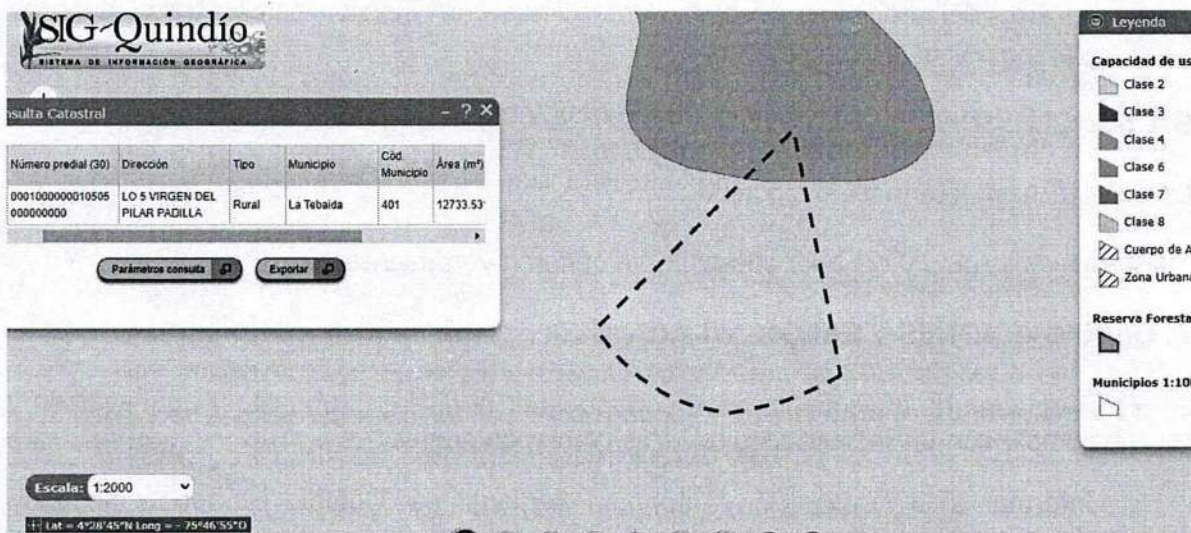 SIG-Quindío
SISTEMA DE INFORMACIÓN GEOGRÁFICA
nsulta Catastral
- ? X
Número predial (30) Dirección Tipo Municipio Cód. Municipio Área (m²)
0001000000010505000000000 LO 5 VIRGEN DEL PILAR PADILLA Rural La Tebaida 401 12733.53
Parámetros consulta
Exportar
Escala: 1:2000
Lat = 4°28'45"N Long = - 75°46'55"O
Leyenda
Capacidad de us
Clase 2
Clase 3
Clase 4
Clase 6
Clase 7
Clase 8
Cuerpo de A
Zona Urbana
Reserva Foresta
Municipios 1:10